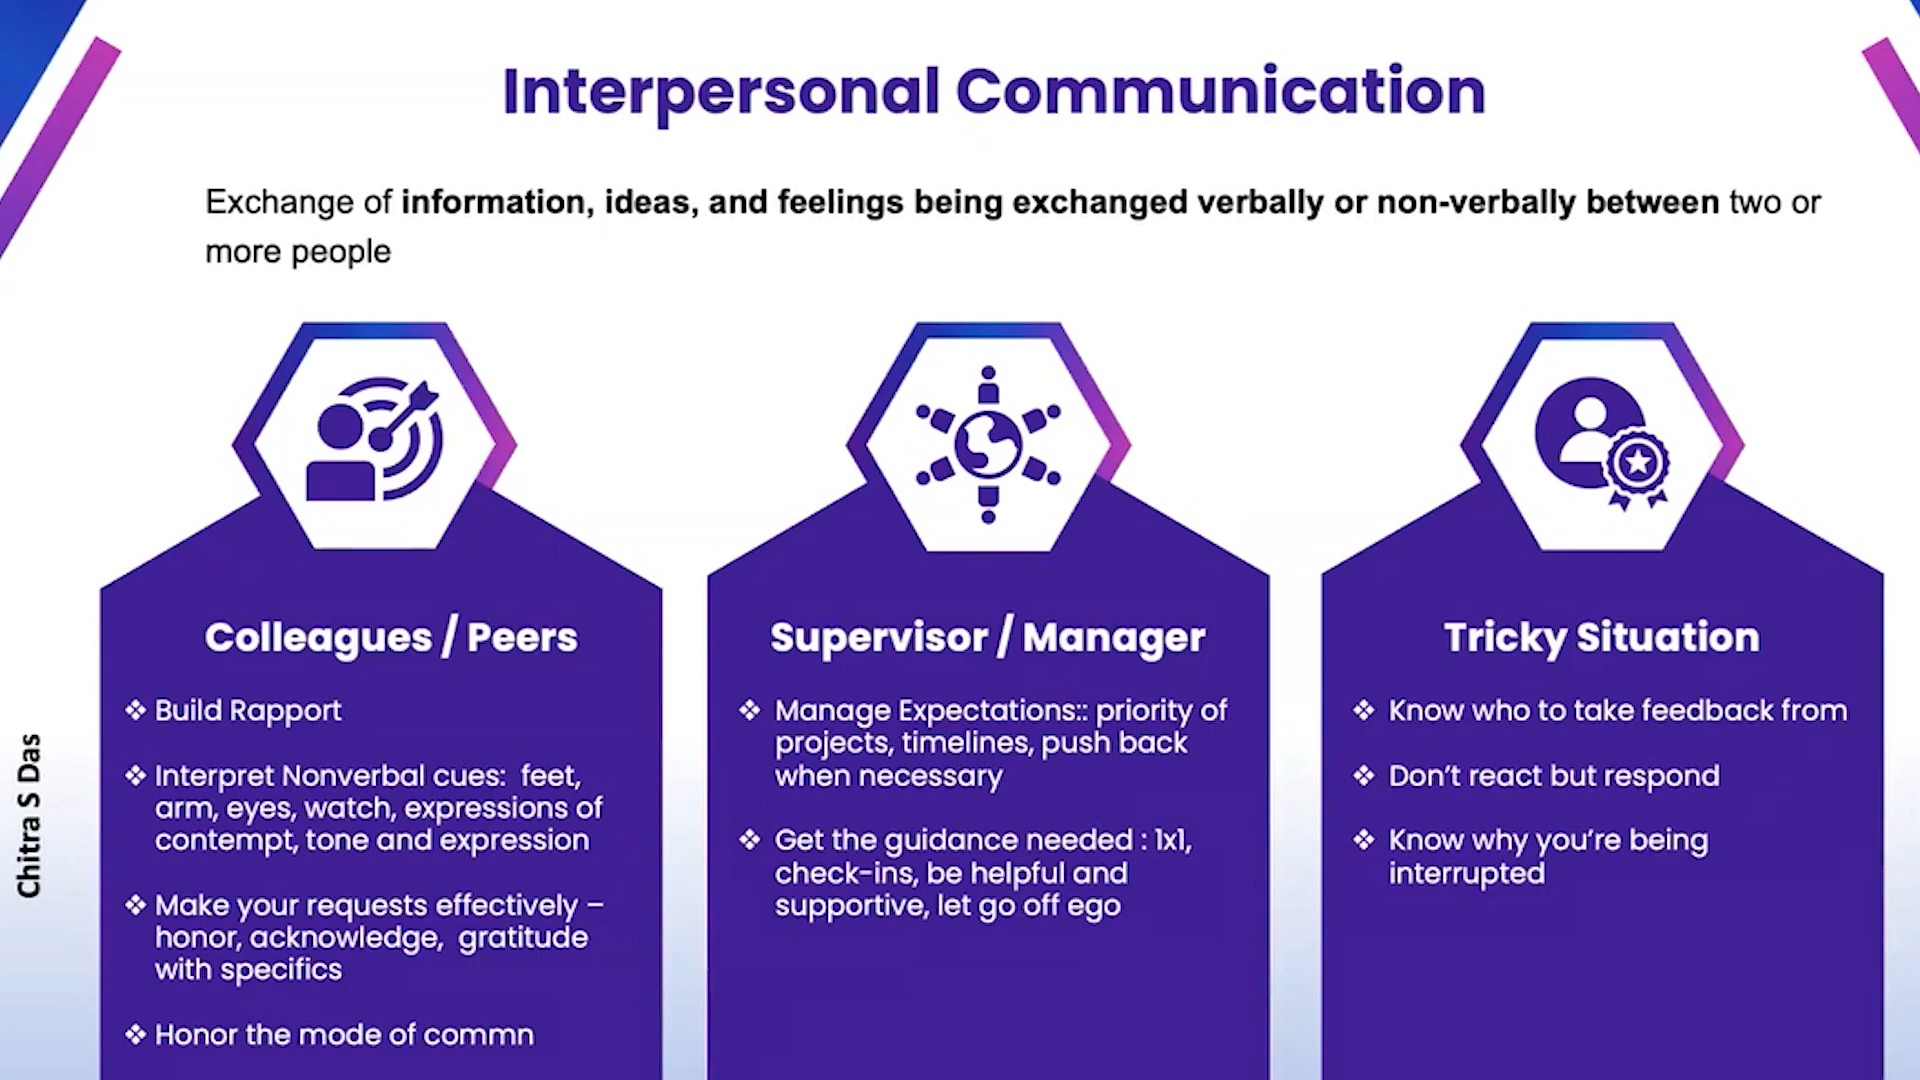 Interpersonal Communication
Exchange of information, ideas, and feelings being exchanged verbally or non-verbally between two or
more people
Colleagues / Peers
❖ Build Rapport
❖ Interpret Nonverbal cues: feet,
arm, eyes, watch, expressions of
contempt, tone and expression
❖ Make your requests effectively –
honor, acknowledge, gratitude
with specifics
❖ Honor the mode of commn
Supervisor / Manager
❖ Manage Expectations:: priority of
projects, timelines, push back
when necessary
❖ Get the guidance needed : 1x1,
check-ins, be helpful and
supportive, let go off ego
Tricky Situation
❖ Know who to take feedback from
❖ Don’t react but respond
❖ Know why you’re being
interrupted
Chitra S Das